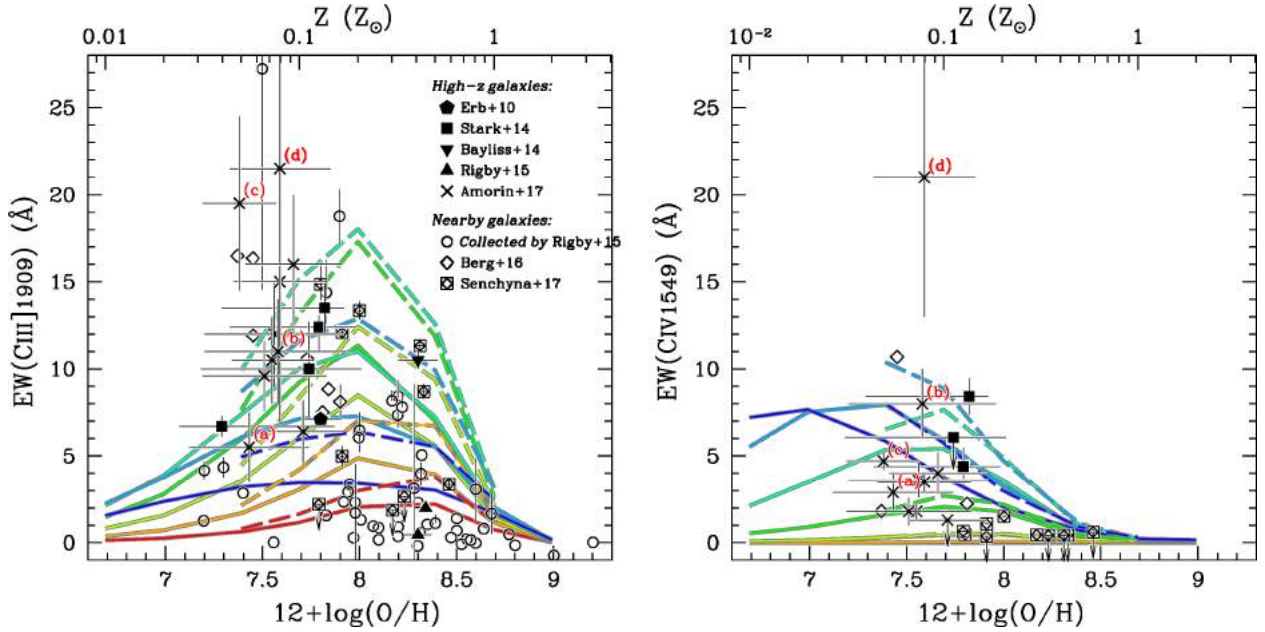 Z (Z⊙)
0.01 0.1 1
EW(CIII]1909) (Å)
25
20
15
10
5
0
7 7.5 8 8.5 9
12+log(O/H)
High-z galaxies:
Erb+10
Stark+14
Bayliss+14
Rigby+15
Amorin+17
Nearby galaxies:
Collected by Rigby+15
Berg+16
Senchyna+17
(d)
(c)
(b)
(a)
Z (Z⊙)
10⁻² 0.1 1
EW(CIV1549) (Å)
25
20
15
10
5
0
7 7.5 8 8.5 9
12+log(O/H)
(d)
(b)
(c)
(a)